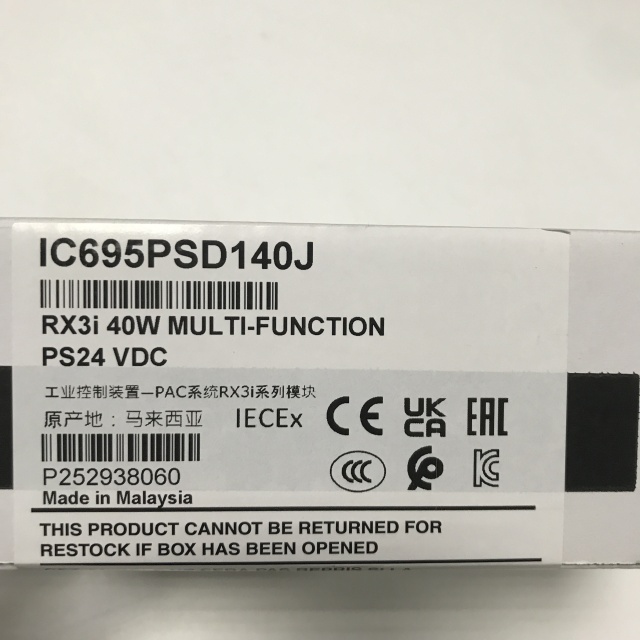 IC695PSD140J
RX3i 40W MULTI-FUNCTION
PS24 VDC
工业控制装置—PAC系统RX3i系列模块
原产地: 马来西亚 IECEx CE UK CA EAC
P252938060 CCC KC
Made in Malaysia
THIS PRODUCT CANNOT BE RETURNED FOR
RESTOCK IF BOX HAS BEEN OPENED